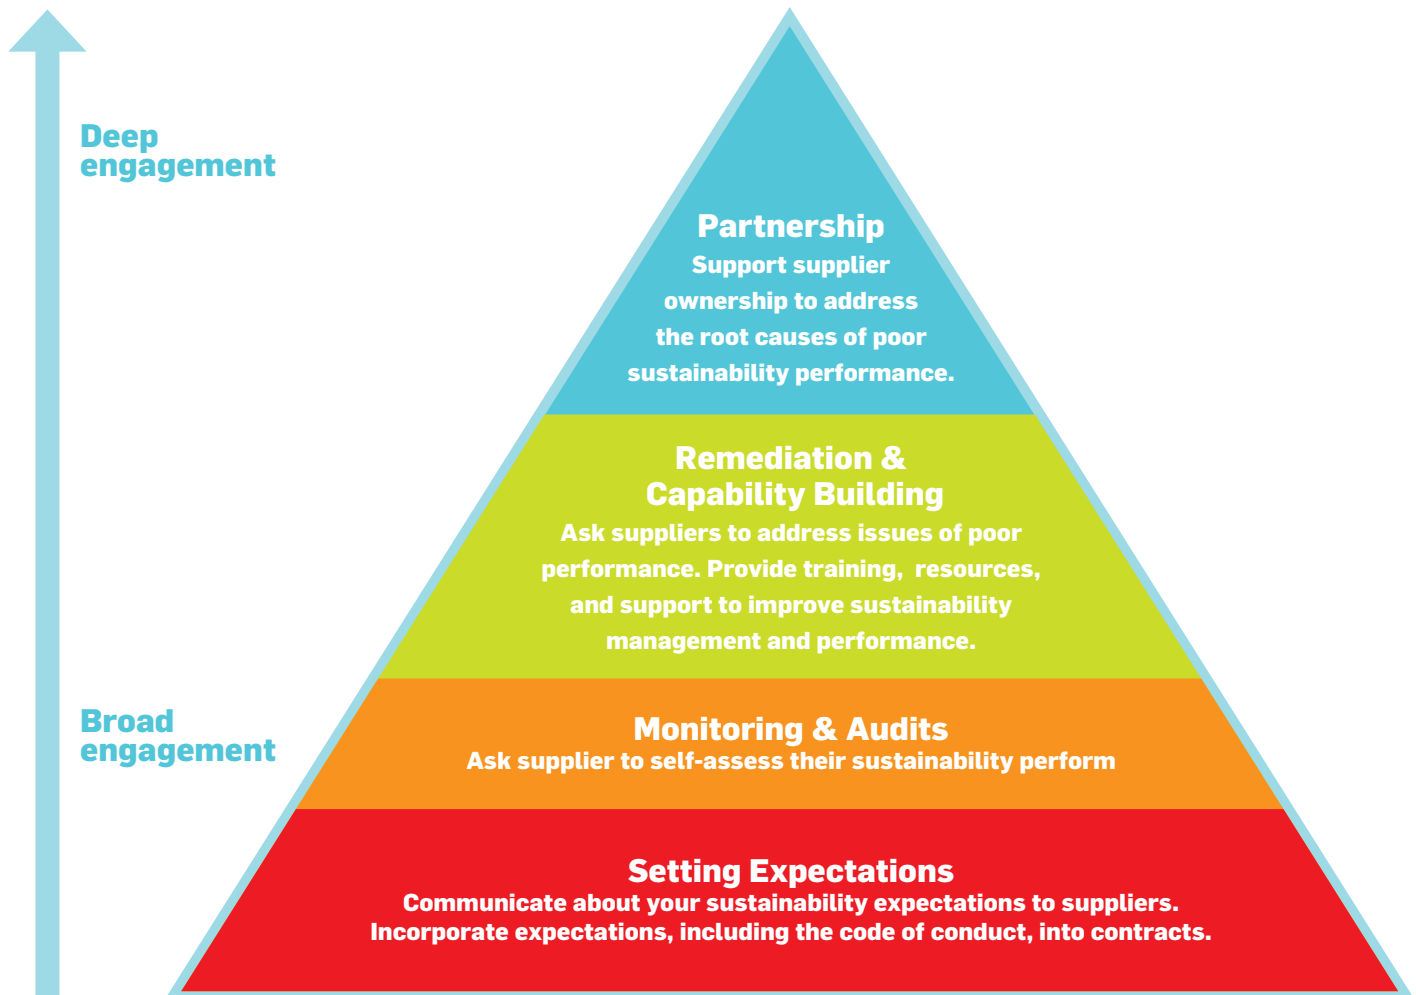 Deep
engagement
Partnership
Support supplier
ownership to address
the root causes of poor
sustainability performance.
Remediation &
Capability Building
Ask suppliers to address issues of poor
performance. Provide training, resources,
and support to improve sustainability
management and performance.
Broad
engagement
Monitoring & Audits
Ask supplier to self-assess their sustainability perform
Setting Expectations
Communicate about your sustainability expectations to suppliers.
Incorporate expectations, including the code of conduct, into contracts.